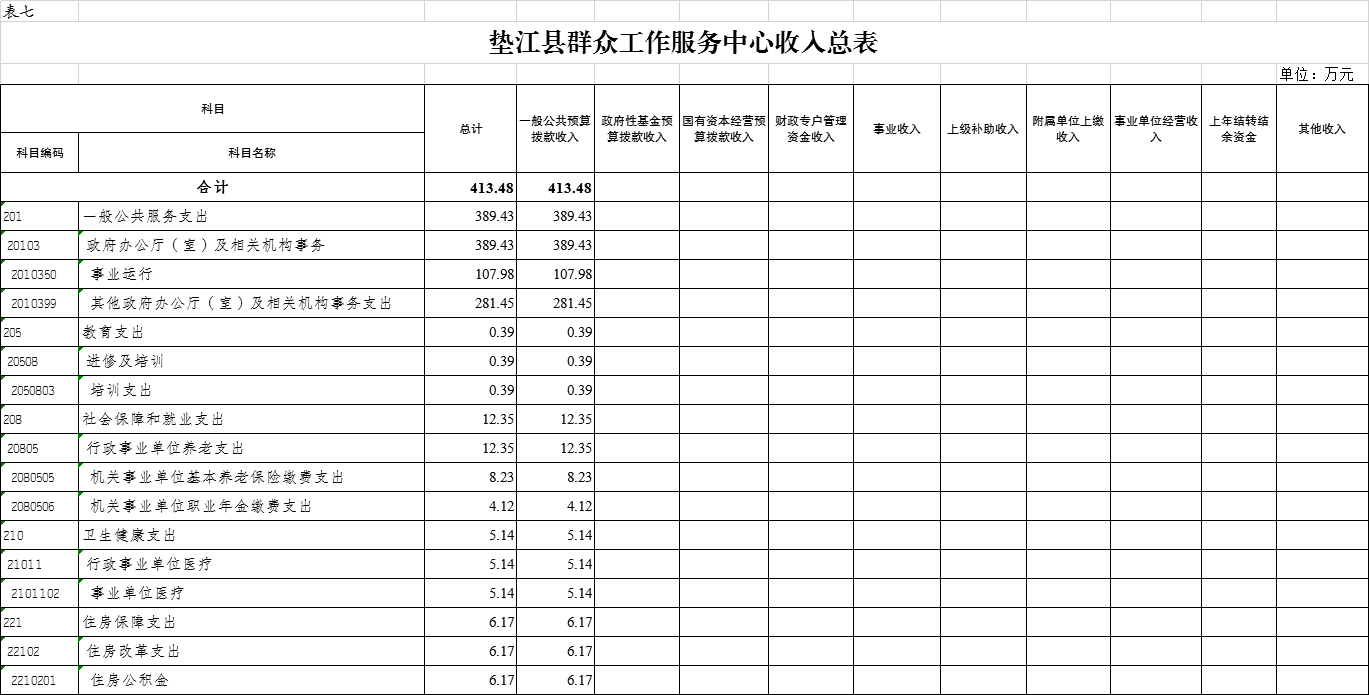 表七
垫江县群众工作服务中心收入总表
单位：万元
科目 总计 一般公共预算拨款收入 政府性基金预算拨款收入 国有资本经营预算拨款收入 财政专户管理资金收入 事业收入 上级补助收入 附属单位上缴收入 事业单位经营收入 上年结转结余资金 其他收入
科目编码 科目名称
合计 413.48 413.48
201 一般公共服务支出 389.43 389.43
20103 政府办公厅（室）及相关机构事务 389.43 389.43
2010350 事业运行 107.98 107.98
2010399 其他政府办公厅（室）及相关机构事务支出 281.45 281.45
205 教育支出 0.39 0.39
20508 进修及培训 0.39 0.39
2050803 培训支出 0.39 0.39
208 社会保障和就业支出 12.35 12.35
20805 行政事业单位养老支出 12.35 12.35
2080505 机关事业单位基本养老保险缴费支出 8.23 8.23
2080506 机关事业单位职业年金缴费支出 4.12 4.12
210 卫生健康支出 5.14 5.14
21011 行政事业单位医疗 5.14 5.14
2101102 事业单位医疗 5.14 5.14
221 住房保障支出 6.17 6.17
22102 住房改革支出 6.17 6.17
2210201 住房公积金 6.17 6.17